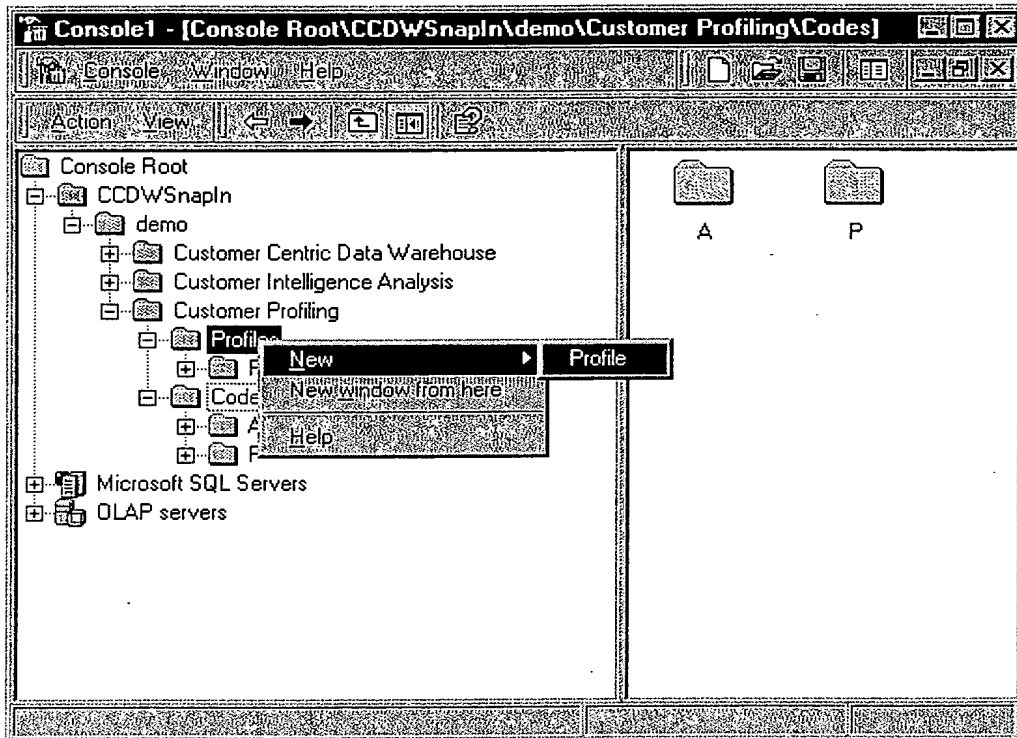 Console1 - [Console Root\CCDWSnapIn\demo\Customer Profiling\Codes]
Console Window Help
Action View
Console Root
CCDWSnapIn
demo
Customer Centric Data Warehouse
Customer Intelligence Analysis
Customer Profiling
Profiles
New
Profile
New window from here
Help
A
P
Microsoft SQL Servers
OLAP servers
A P